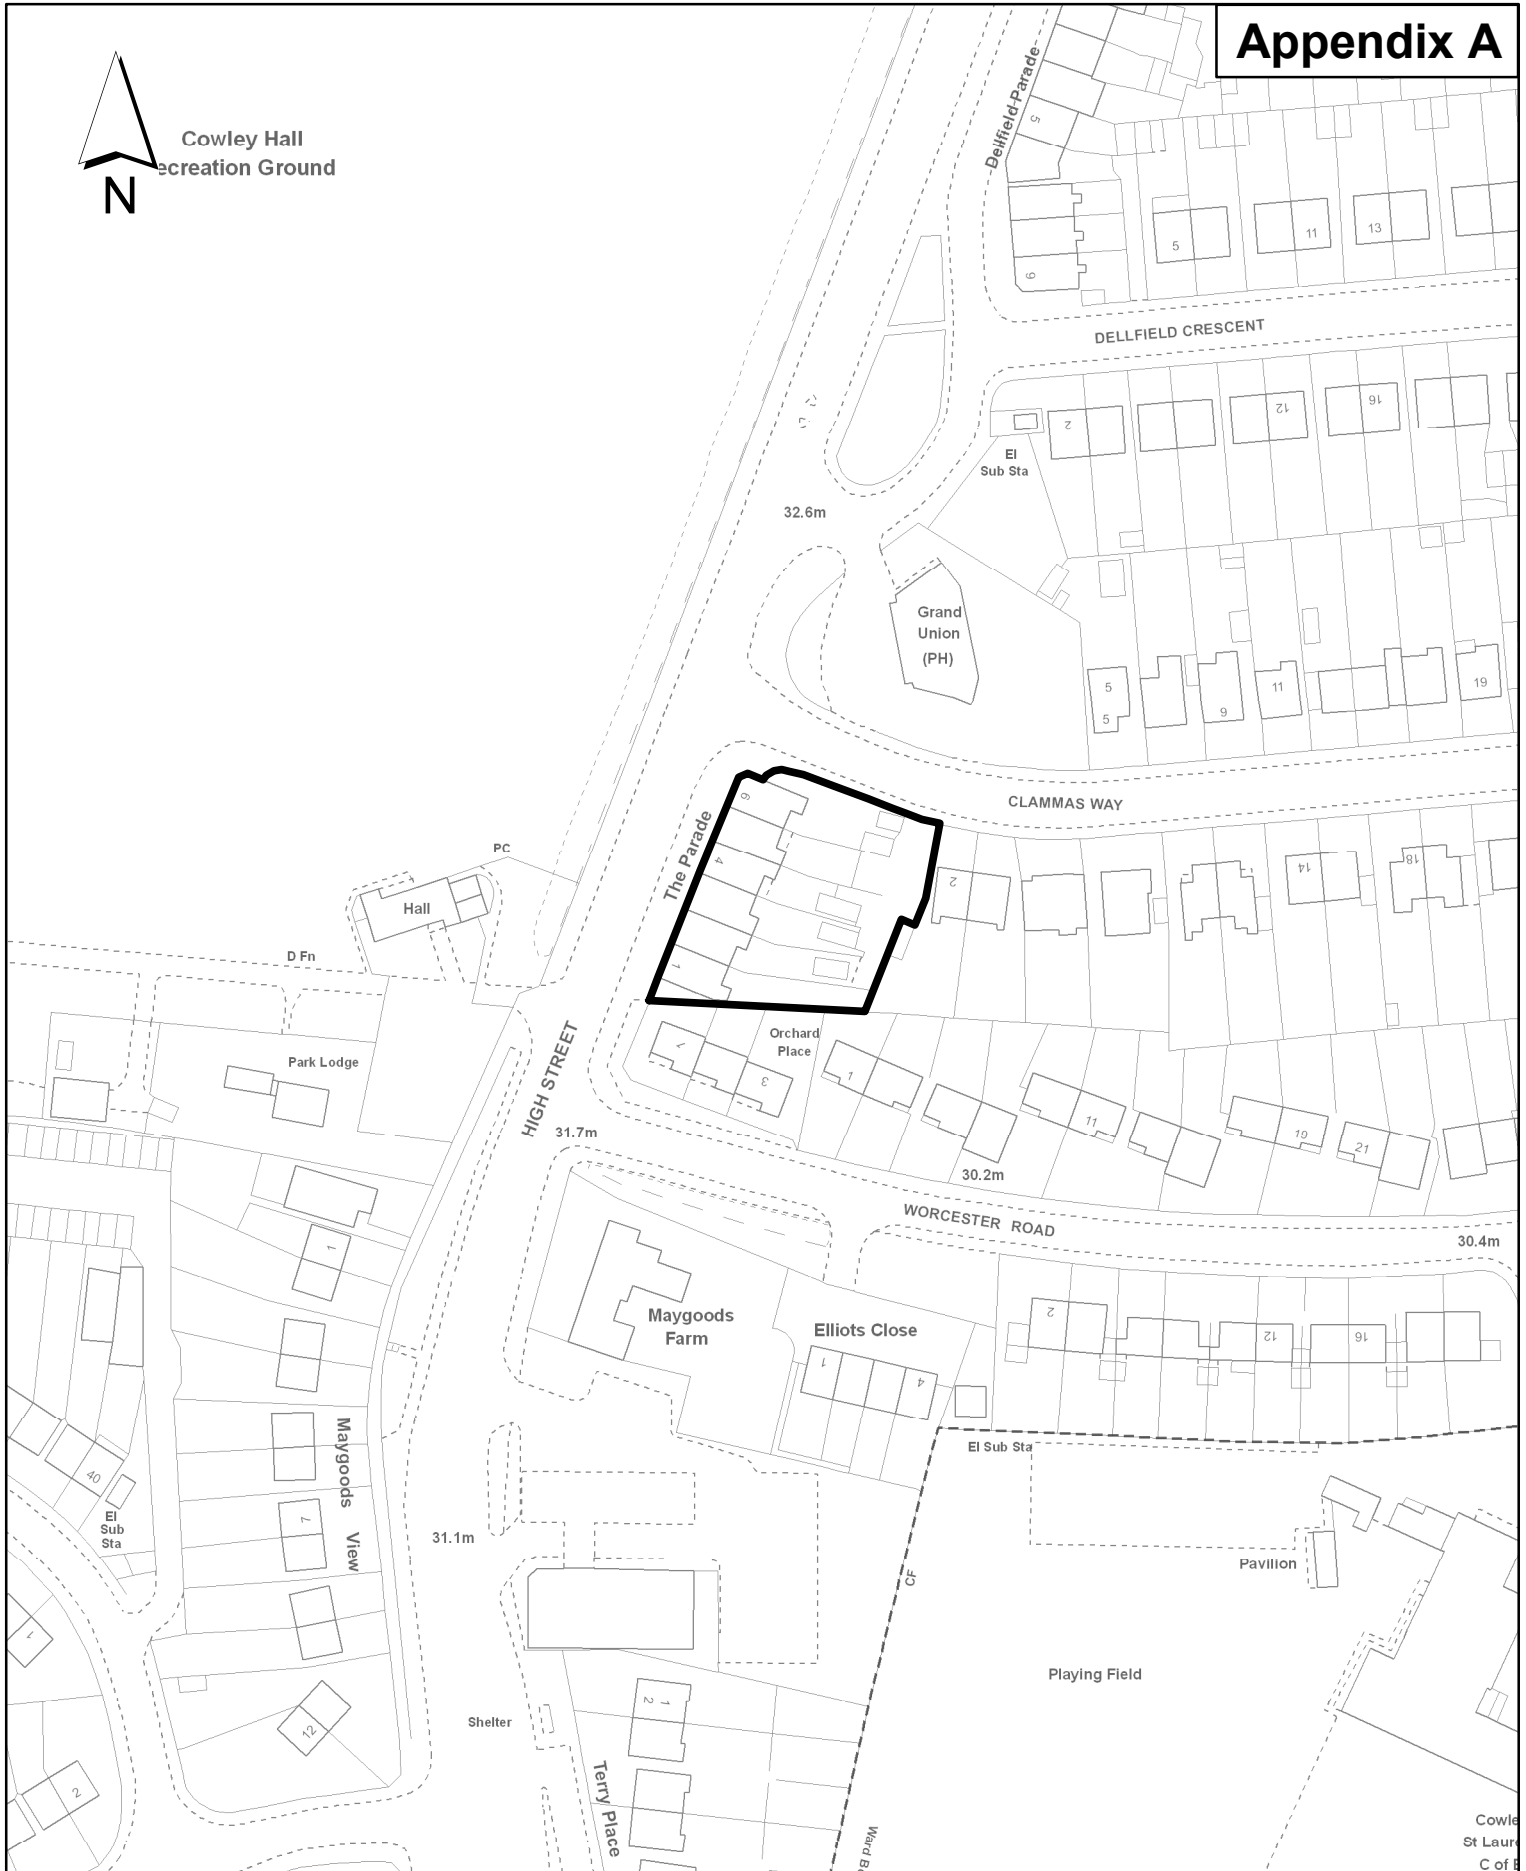 Appendix A
N
Cowley Hall
ecreation Ground
Dellfield Parade
5
9
5
11
13
DELLFIELD CRESCENT
2
12
16
El
Sub Sta
32.6m
Grand
Union
(PH)
5
5
9
11
19
CLAMMAS WAY
The Parade
6
4
1
2
14
18
PC
Hall
D Fn
Park Lodge
HIGH STREET
Orchard
Place
3
1
11
19
21
31.7m
30.2m
WORCESTER ROAD
30.4m
1
Maygoods
Farm
Elliots Close
1
4
2
12
16
El Sub Sta
Maygoods View
7
40
El
Sub
Sta
31.1m
CF
Pavilion
Playing Field
1
12
2
Shelter
1
2
Terry Place
Ward
Cowle
St Laur
C of